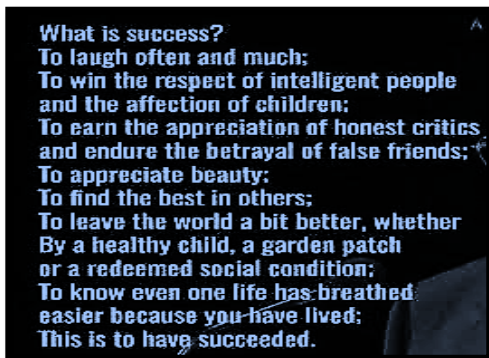 What is success?
To laugh often and much;
To win the respect of intelligent people
and the affection of children;
To earn the appreciation of honest critics
and endure the betrayal of false friends;
To appreciate beauty;
To find the best in others;
To leave the world a bit better, whether
By a healthy child, a garden patch
or a redeemed social condition;
To know even one life has breathed
easier because you have lived;
This is to have succeeded.